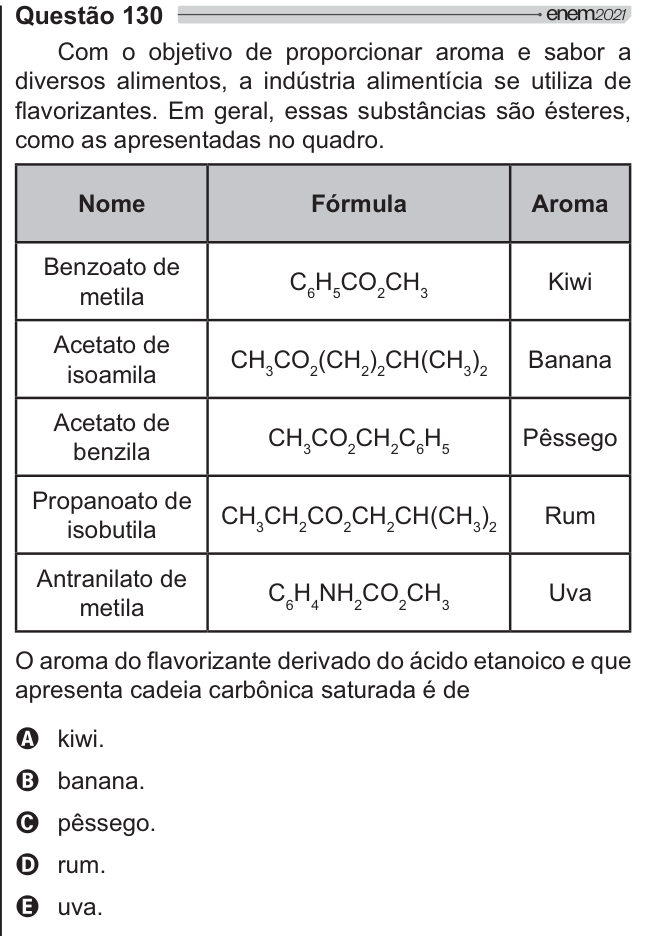 Questão 130
enem2021
Com o objetivo de proporcionar aroma e sabor a
diversos alimentos, a indústria alimentícia se utiliza de
flavorizantes. Em geral, essas substâncias são ésteres,
como as apresentadas no quadro.
Nome Fórmula Aroma
Benzoato de
metila
C₆H₅CO₂CH₃
Kiwi
Acetato de
isoamila
CH₃CO₂(CH₂)₂CH(CH₃)₂
Banana
Acetato de
benzila
CH₃CO₂CH₂C₆H₅
Pêssego
Propanoato de
isobutila
CH₃CH₂CO₂CH₂CH(CH₃)₂
Rum
Antranilato de
metila
C₆H₄NH₂CO₂CH₃
Uva
O aroma do flavorizante derivado do ácido etanoico e que
apresenta cadeia carbônica saturada é de
A kiwi.
B banana.
C pêssego.
D rum.
E uva.